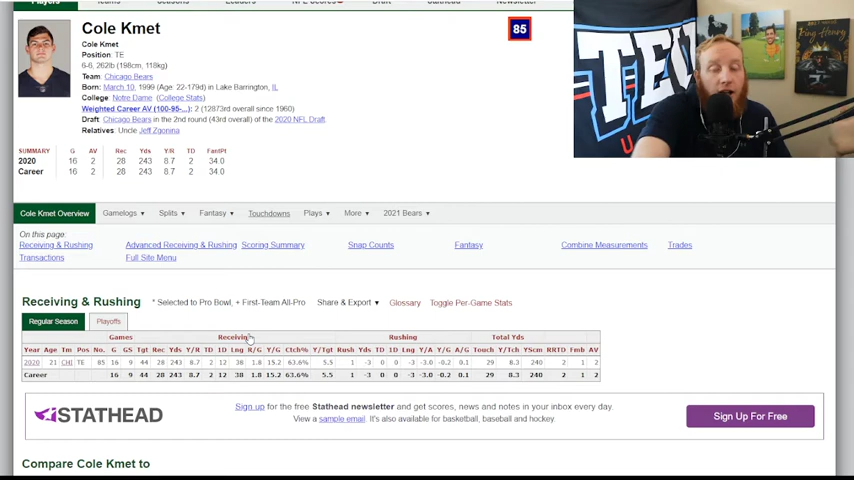 Players Teams Seasons Leaders NFL Scores Draft Stathead Newsletter
Cole Kmet
Cole Kmet
Position: TE
6-6, 262lb (198cm, 118kg)
Team: Chicago Bears
Born: March 10, 1999 (Age: 22-179d) in Lake Barrington, IL
College: Notre Dame (College Stats)
Weighted Career AV (100-95-...): 2 (12873rd overall since 1960)
Draft: Chicago Bears in the 2nd round (43rd overall) of the 2020 NFL Draft.
Relatives: Uncle Jeff Zgonina
85
KING HENRY
TEC
SUMMARY G AV Rec Yds Y/R TD FantPt
2020 16 2 28 243 8.7 2 34.0
Career 16 2 28 243 8.7 2 34.0
Cole Kmet Overview Gamelogs ▼ Splits ▼ Fantasy ▼ Touchdowns Plays ▼ More ▼ 2021 Bears ▼
On this page:
Receiving & Rushing Advanced Receiving & Rushing Scoring Summary Snap Counts Fantasy Combine Measurements Trades
Transactions Full Site Menu
Receiving & Rushing * Selected to Pro Bowl, + First-Team All-Pro Share & Export ▼ Glossary Toggle Per-Game Stats
Regular Season Playoffs
Games Receiving Rushing Total Yds
Year Age Tm Pos No. G GS Tgt Rec Yds Y/R TD 1D Lng R/G Y/G Ctch% Y/Tgt Rush Yds TD 1D Lng Y/A Y/G A/G Touch Y/Tch YScm RRTD Fmb AV
2020 21 CHI TE 85 16 9 44 28 243 8.7 2 12 38 1.8 15.2 63.6% 5.5 1 -3 0 0 -3 -3.0 -0.2 0.1 29 8.3 240 2 1 2
Career 16 9 44 28 243 8.7 2 12 38 1.8 15.2 63.6% 5.5 1 -3 0 0 -3 -3.0 -0.2 0.1 29 8.3 240 2 1 2
STATHEAD
Sign up for the free Stathead newsletter and get scores, news and notes in your inbox every day.
View a sample email. It's also available for basketball, baseball and hockey.
Sign Up For Free
Compare Cole Kmet to